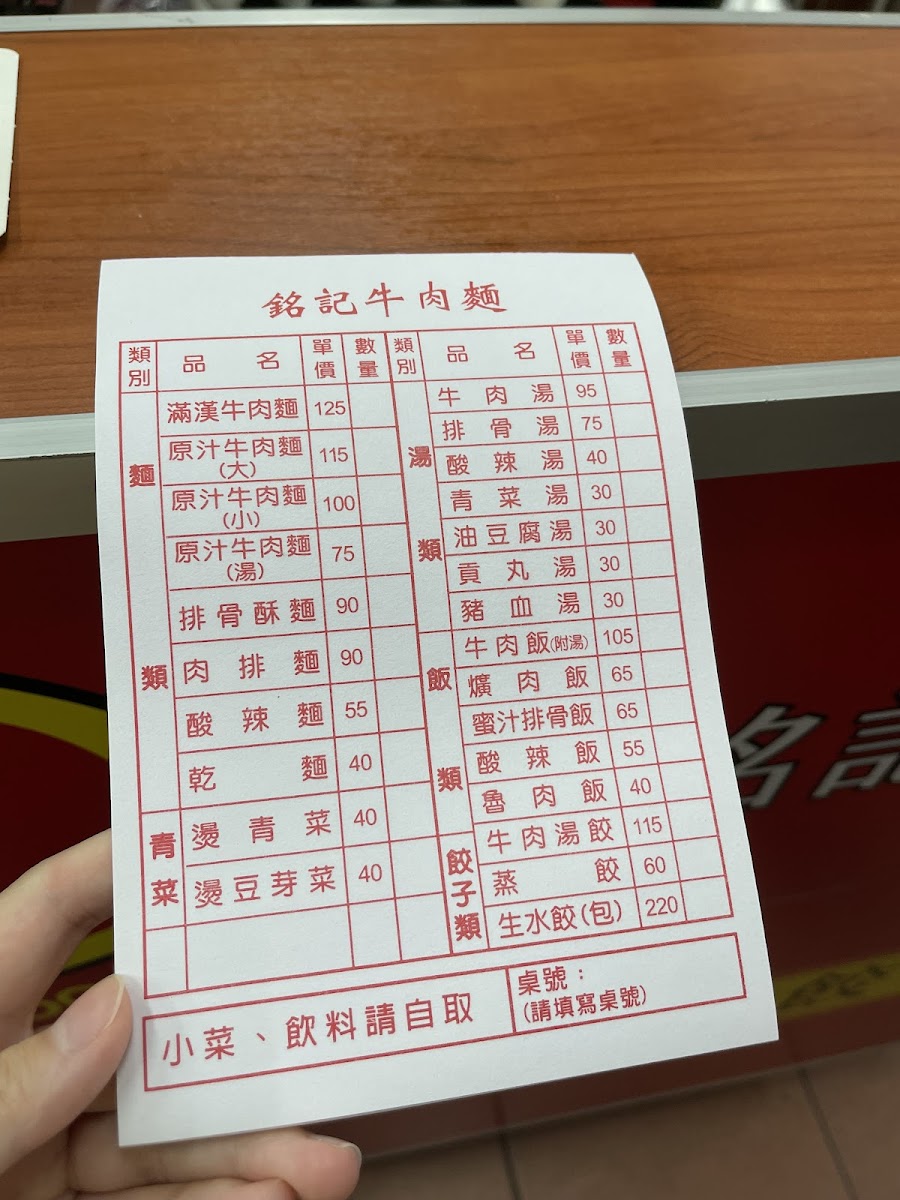 銘記牛肉麵
類別 品名 單價 數量
麵類
滿漢牛肉麵 125
原汁牛肉麵(大) 115
原汁牛肉麵(小) 100
原汁牛肉麵(湯) 75
排骨酥麵 90
肉排麵 90
酸辣麵 55
乾麵 40
青菜
燙青菜 40
燙豆芽菜 40
類別 品名 單價 數量
湯類
牛肉湯 95
排骨湯 75
酸辣湯 40
青菜湯 30
油豆腐湯 30
貢丸湯 30
豬血湯 30
飯類
牛肉飯(附湯) 105
爌肉飯 65
蜜汁排骨飯 65
酸辣飯 55
魯肉飯 40
餃子類
牛肉湯餃 115
蒸餃 60
生水餃(包) 220
小菜、飲料請自取
桌號：
(請填寫桌號)
銘記